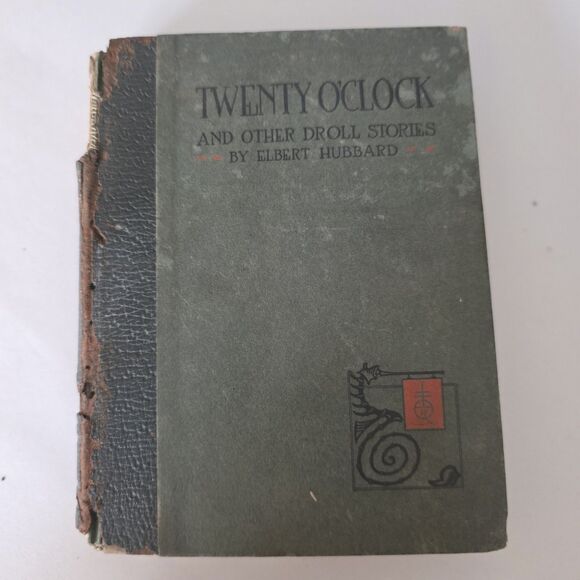 TWENTY O'CLOCK
AND OTHER DROLL STORIES
BY ELBERT HUBBARD